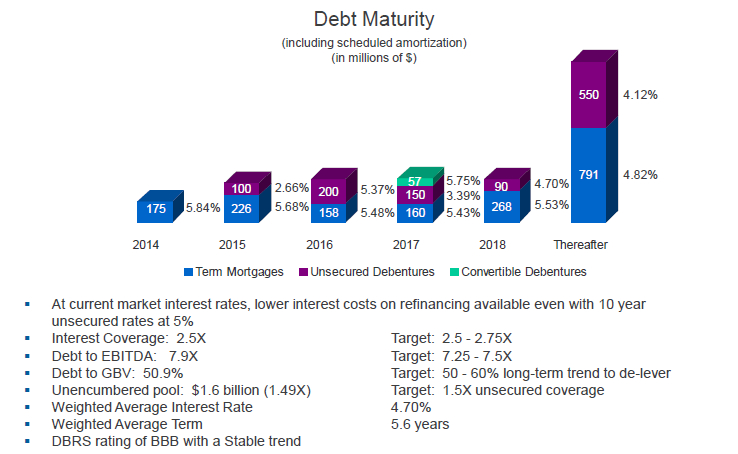 Debt Maturity
(including scheduled amortization)
(in millions of $)
550 4.12%
791 4.82%
175 5.84%
100 2.66%
226 5.68%
200 5.37%
158 5.48%
57 5.75%
150 3.39%
160 5.43%
90 4.70%
268 5.53%
2014 2015 2016 2017 2018 Thereafter
Term Mortgages Unsecured Debentures Convertible Debentures
At current market interest rates, lower interest costs on refinancing available even with 10 year
unsecured rates at 5%
Interest Coverage: 2.5X Target: 2.5 - 2.75X
Debt to EBITDA: 7.9X Target: 7.25 - 7.5X
Debt to GBV: 50.9% Target: 50 - 60% long-term trend to de-lever
Unencumbered pool: $1.6 billion (1.49X) Target: 1.5X unsecured coverage
Weighted Average Interest Rate 4.70%
Weighted Average Term 5.6 years
DBRS rating of BBB with a Stable trend